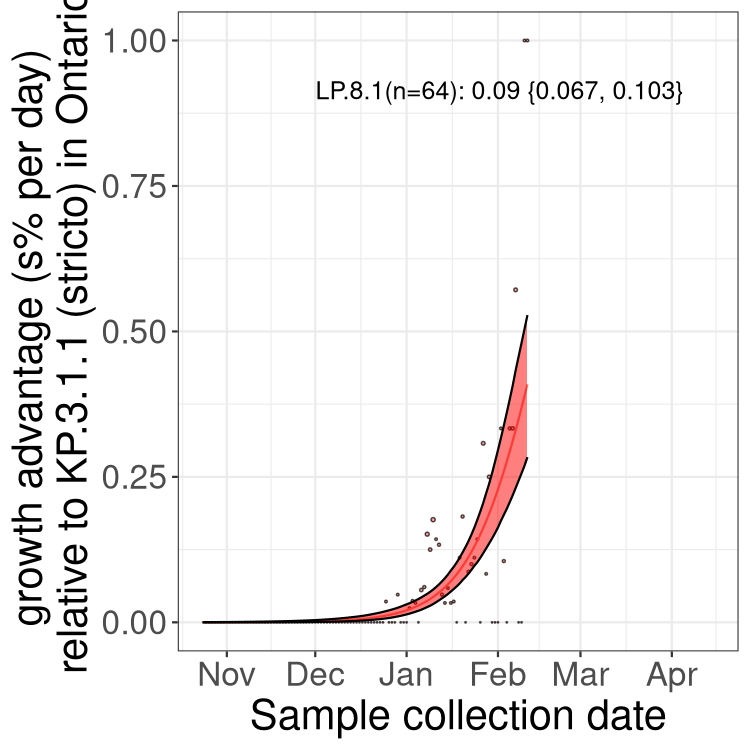 growth advantage (s% per day)
relative to KP.3.1.1 (stricto) in Ontario
1.00
0.75
0.50
0.25
0.00
LP.8.1(n=64): 0.09 {0.067, 0.103}
Nov Dec Jan Feb Mar Apr
Sample collection date